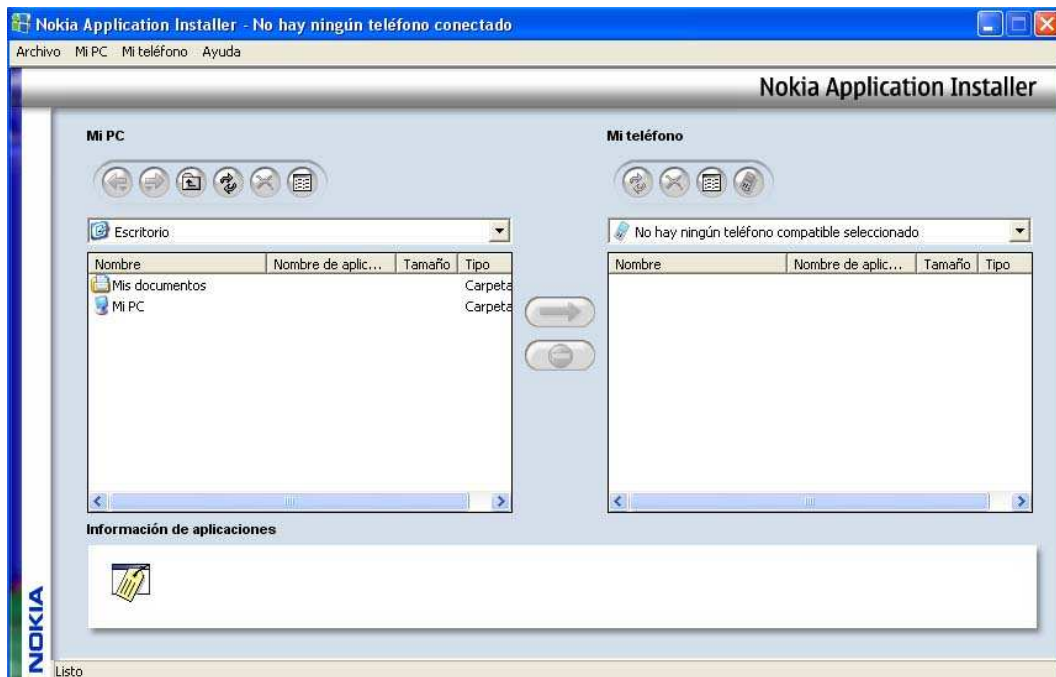 Nokia Application Installer - No hay ningún teléfono conectado
Archivo Mi PC Mi teléfono Ayuda
Nokia Application Installer
Mi PC
Mi teléfono
Escritorio
No hay ningún teléfono compatible seleccionado
Nombre Nombre de aplic... Tamaño Tipo
Nombre Nombre de aplic... Tamaño Tipo
Mis documentos Carpeta
Mi PC Carpeta
Información de aplicaciones
NOKIA
Listo